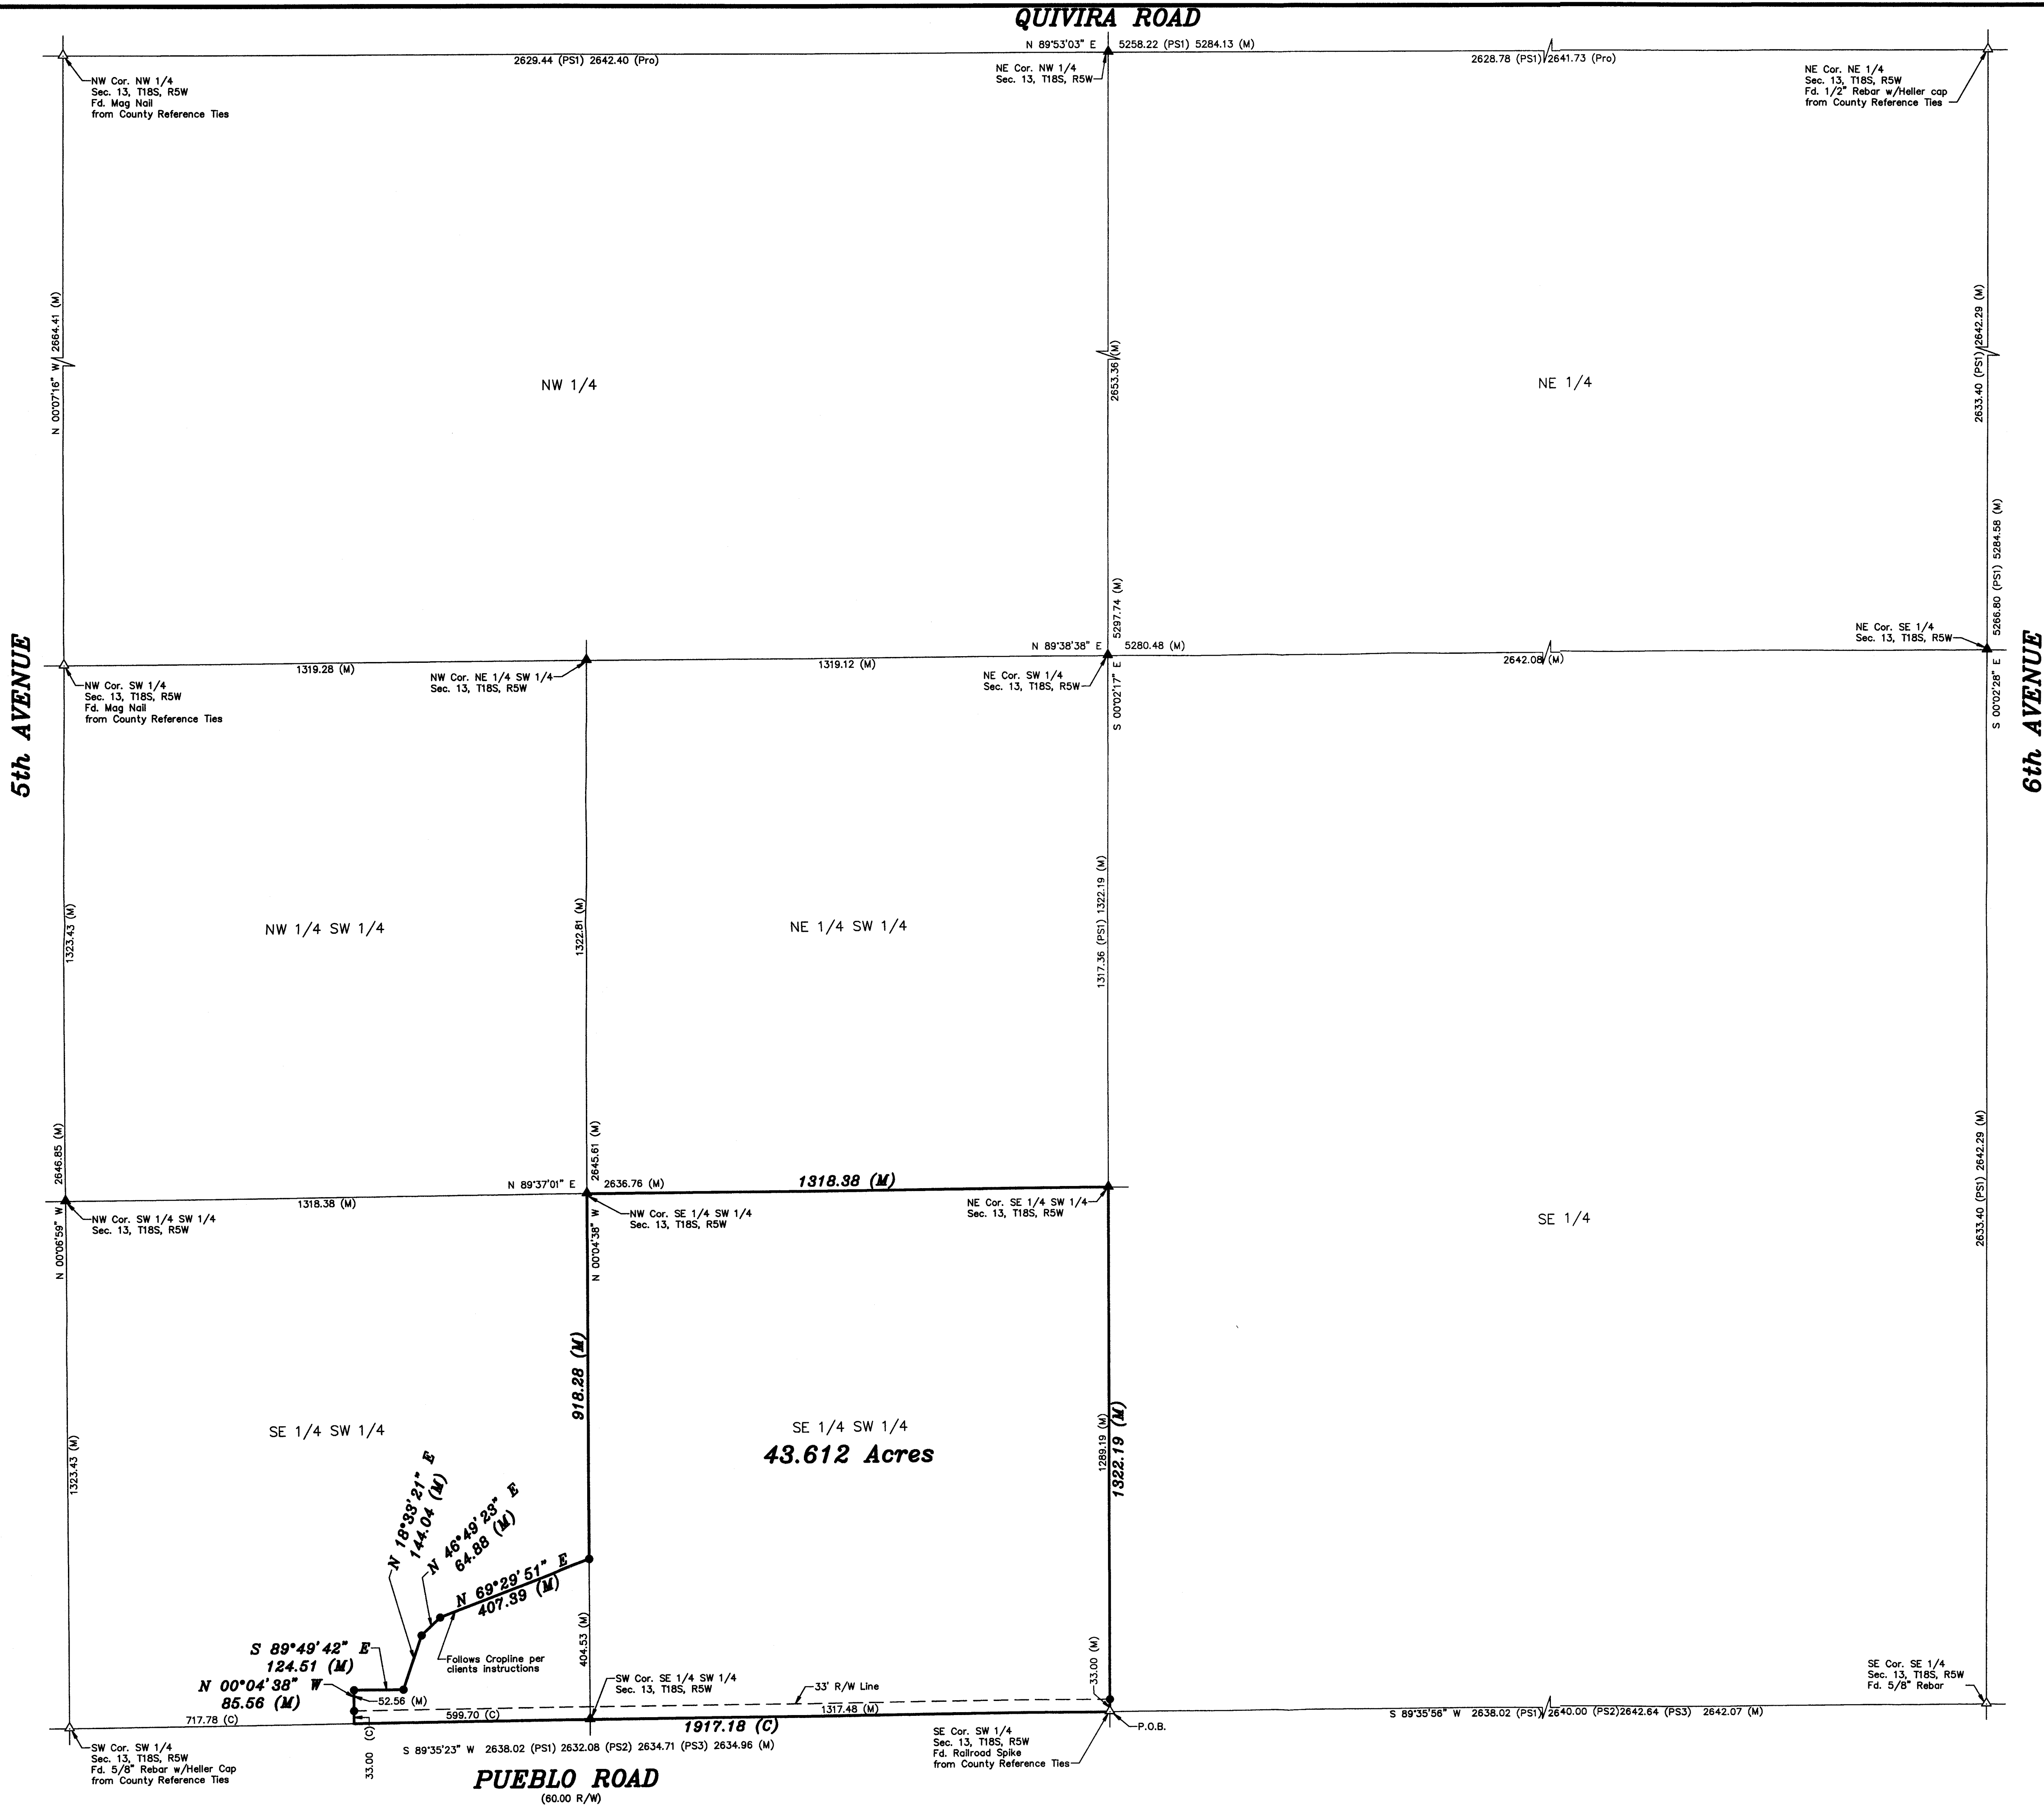 QUIVIRA ROAD
N 89°53'03" E 5258.22 (PS1) 5284.13 (M)
2629.44 (PS1) 2642.40 (Pro)
2628.78 (PS1) 2641.73 (Pro)
NW Cor. NW 1/4
Sec. 13, T18S, R5W
Fd. Mag Nail
from County Reference Ties
NE Cor. NW 1/4
Sec. 13, T18S, R5W
NE Cor. NE 1/4
Sec. 13, T18S, R5W
Fd. 1/2" Rebar w/Heller cap
from County Reference Ties
N 00°07'16" W 2664.41 (M)
2653.36 (M)
2633.40 (PS1) 2642.29 (M)
NW 1/4
NE 1/4
5266.80 (PS1) 5284.58 (M)
S 00°02'28" E
5297.74 (M)
S 00°02'17" E
5th AVENUE
6th AVENUE
NE Cor. SE 1/4
Sec. 13, T18S, R5W
N 89°38'38" E 5280.48 (M)
1319.28 (M)
1319.12 (M)
2642.08 (M)
NW Cor. SW 1/4
Sec. 13, T18S, R5W
Fd. Mag Nail
from County Reference Ties
NW Cor. NE 1/4 SW 1/4
Sec. 13, T18S, R5W
NE Cor. SW 1/4
Sec. 13, T18S, R5W
1323.43 (M)
1322.81 (M)
1317.36 (PS1) 1322.19 (M)
NW 1/4 SW 1/4
NE 1/4 SW 1/4
N 00°06'59" W 2646.85 (M)
N 00°04'38" W 2645.61 (M)
2633.40 (PS1) 2642.29 (M)
N 89°37'01" E 2636.76 (M)
1318.38 (M)
1318.38 (M)
NW Cor. SW 1/4 SW 1/4
Sec. 13, T18S, R5W
NW Cor. SE 1/4 SW 1/4
Sec. 13, T18S, R5W
NE Cor. SE 1/4 SW 1/4
Sec. 13, T18S, R5W
SE 1/4
918.28 (M)
SE 1/4 SW 1/4
SE 1/4 SW 1/4
43.612 Acres
1323.43 (M)
1289.19 (M)
1322.19 (M)
N 18°33'21" E
144.04 (M)
N 46°49'23" E
64.88 (M)
N 69°29'51" E
407.39 (M)
404.53 (M)
33.00 (M)
S 89°49'42" E
124.51 (M)
N 00°04'38" W
85.56 (M)
Follows Cropline per
clients instructions
52.56 (M)
SW Cor. SE 1/4 SW 1/4
Sec. 13, T18S, R5W
33' R/W Line
SE Cor. SE 1/4
Sec. 13, T18S, R5W
Fd. 5/8" Rebar
717.78 (C)
599.70 (C)
1317.48 (M)
1917.18 (C)
33.00 (C)
P.O.B.
S 89°35'56" W 2638.02 (PS1) 2640.00 (PS2) 2642.64 (PS3) 2642.07 (M)
S 89°35'23" W 2638.02 (PS1) 2632.08 (PS2) 2634.71 (PS3) 2634.96 (M)
SW Cor. SW 1/4
Sec. 13, T18S, R5W
Fd. 5/8" Rebar w/Heller Cap
from County Reference Ties
SE Cor. SW 1/4
Sec. 13, T18S, R5W
Fd. Railroad Spike
from County Reference Ties
PUEBLO ROAD
(60.00 R/W)